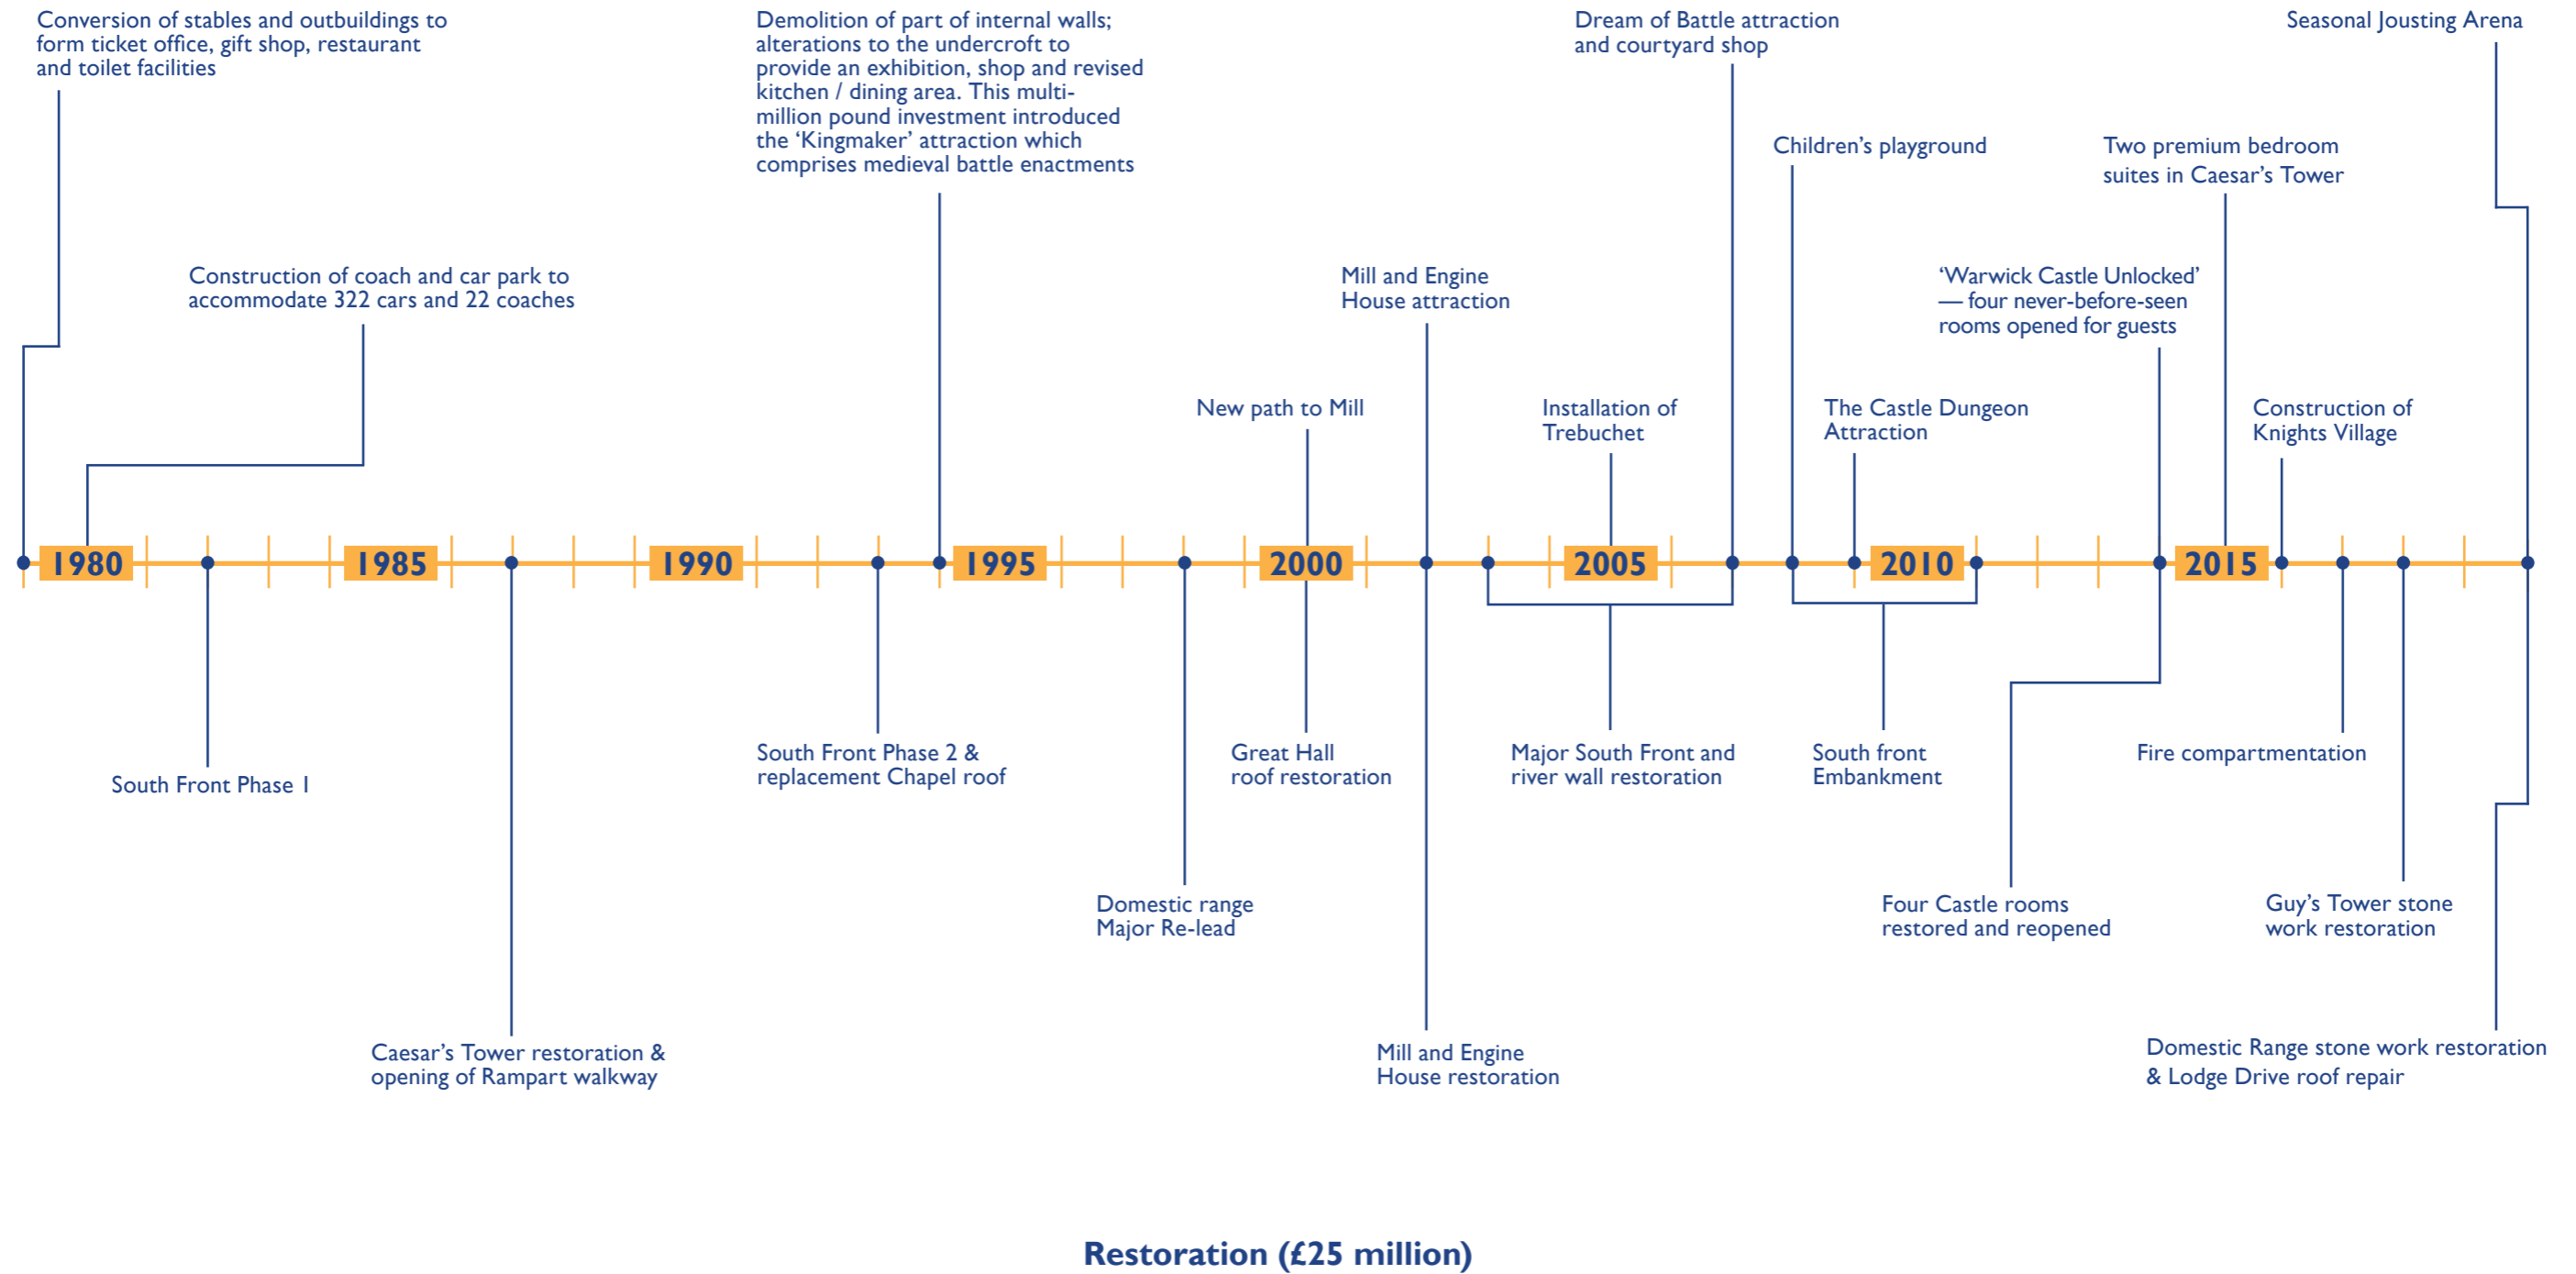 Conversion of stables and outbuildings to
form ticket office, gift shop, restaurant
and toilet facilities
Demolition of part of internal walls;
alterations to the undercroft to
provide an exhibition, shop and revised
kitchen / dining area. This multi-
million pound investment introduced
the ‘Kingmaker’ attraction which
comprises medieval battle enactments
Dream of Battle attraction
and courtyard shop
Seasonal Jousting Arena
Children’s playground
Two premium bedroom
suites in Caesar’s Tower
Construction of coach and car park to
accommodate 322 cars and 22 coaches
Mill and Engine
House attraction
‘Warwick Castle Unlocked’
— four never-before-seen
rooms opened for guests
New path to Mill
Installation of
Trebuchet
The Castle Dungeon
Attraction
Construction of
Knights Village
1980
1985
1990
1995
2000
2005
2010
2015
South Front Phase 1
South Front Phase 2 &
replacement Chapel roof
Great Hall
roof restoration
Major South Front and
river wall restoration
South front
Embankment
Fire compartmentation
Domestic range
Major Re-lead
Four Castle rooms
restored and reopened
Guy’s Tower stone
work restoration
Caesar’s Tower restoration &
opening of Rampart walkway
Mill and Engine
House restoration
Domestic Range stone work restoration
& Lodge Drive roof repair
Restoration (£25 million)